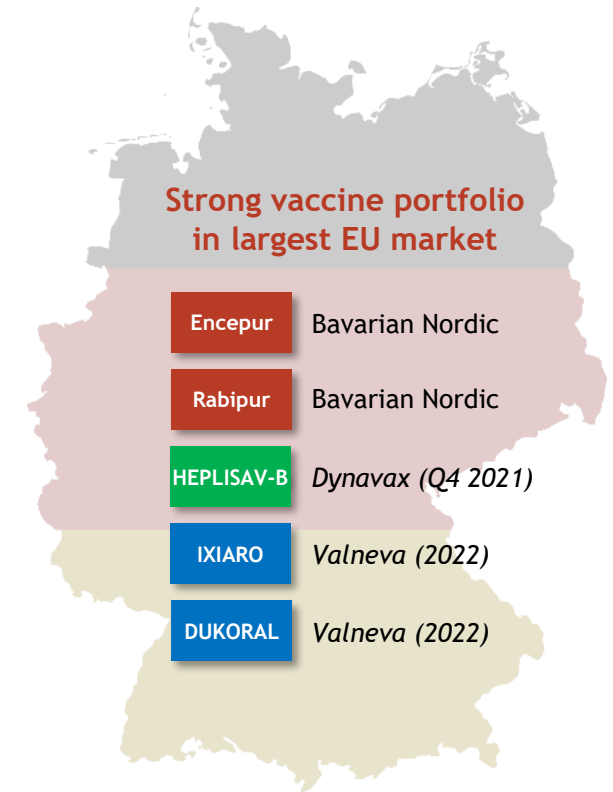 Strong vaccine portfolio
in largest EU market
Encepur Bavarian Nordic
Rabipur Bavarian Nordic
HEPLISAV-B Dynavax (Q4 2021)
IXIARO Valneva (2022)
DUKORAL Valneva (2022)